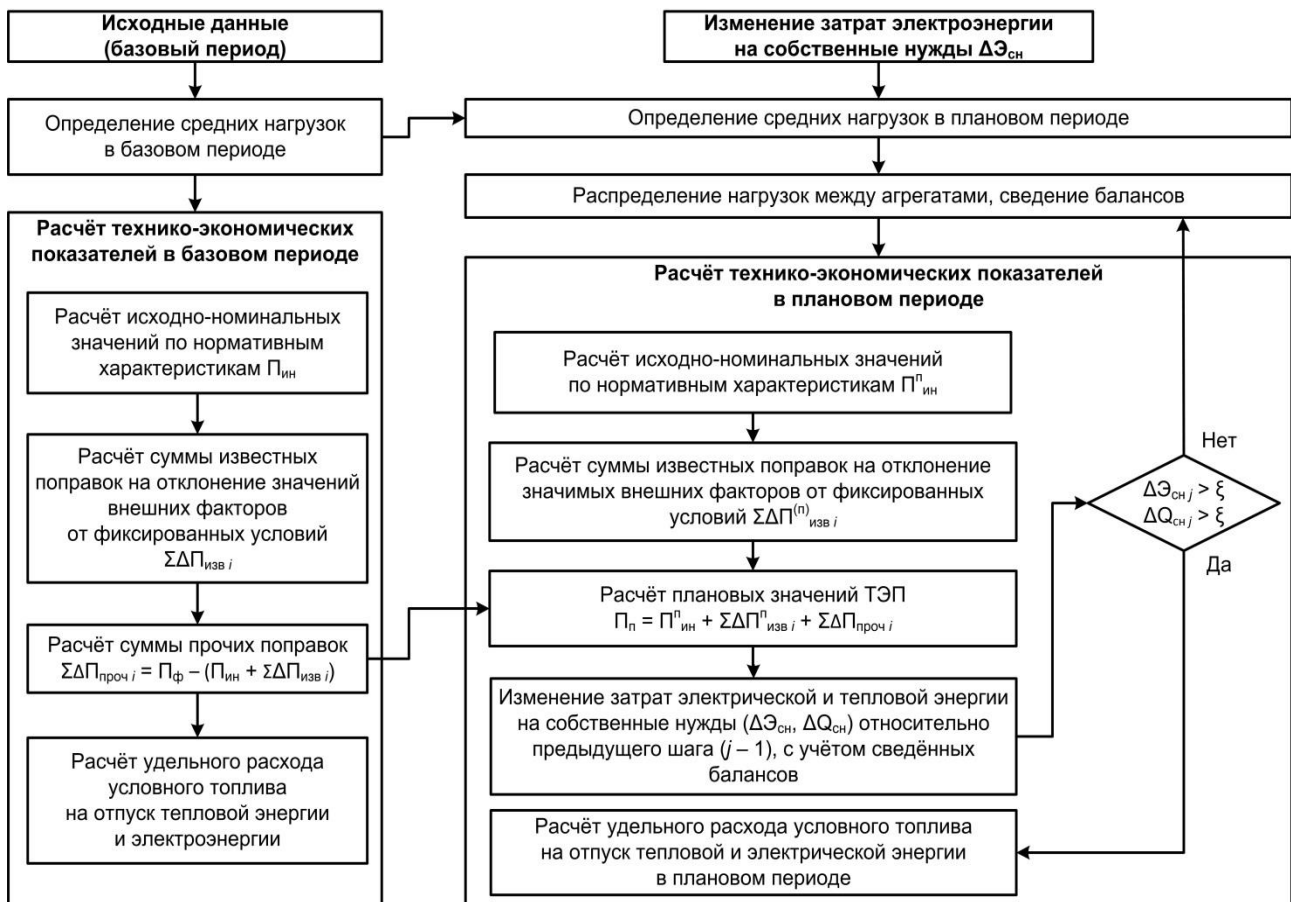 Исходные данные
(базовый период)
Определение средних нагрузок
в базовом периоде
Расчёт технико-экономических
показателей в базовом периоде
Расчёт исходно-номинальных
значений по нормативным
характеристикам Пин
Расчёт суммы известных
поправок на отклонение значений
внешних факторов
от фиксированных условий
ΣΔПизв i
Расчёт суммы прочих поправок
ΣΔПпроч i = Пф – (Пин + ΣΔПизв i)
Расчёт удельного расхода
условного топлива
на отпуск тепловой энергии
и электроэнергии
Изменение затрат электроэнергии
на собственные нужды ΔЭсн
Определение средних нагрузок в плановом периоде
Распределение нагрузок между агрегатами, сведение балансов
Расчёт технико-экономических показателей
в плановом периоде
Расчёт исходно-номинальных значений
по нормативным характеристикам Ппин
Расчёт суммы известных поправок на отклонение
значимых внешних факторов от фиксированных
условий ΣΔП(п)изв i
Расчёт плановых значений ТЭП
Пп = Ппин + ΣΔПпизв i + ΣΔПпроч i
Изменение затрат электрической и тепловой энергии
на собственные нужды (ΔЭсн, ΔQсн) относительно
предыдущего шага (j – 1), с учётом сведённых
балансов
Расчёт удельного расхода условного топлива
на отпуск тепловой и электрической энергии
в плановом периоде
Нет
ΔЭсн j > ξ
ΔQсн j > ξ
Да